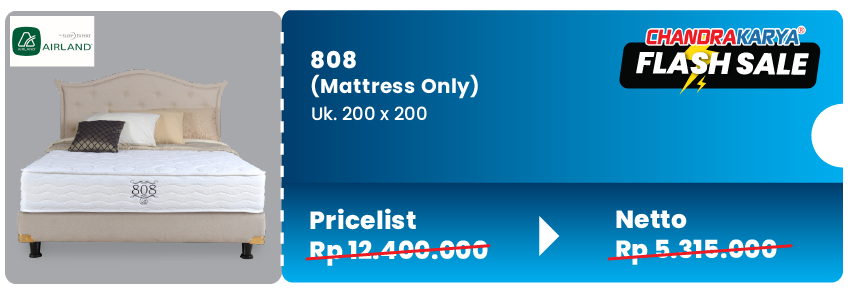 AIRLAND
AIRLAND
808
808
(Mattress Only)
Uk. 200 x 200
CHANDRAKARYA®
FLASH SALE
Pricelist
Rp 12.400.000
Netto
Rp 5.315.000